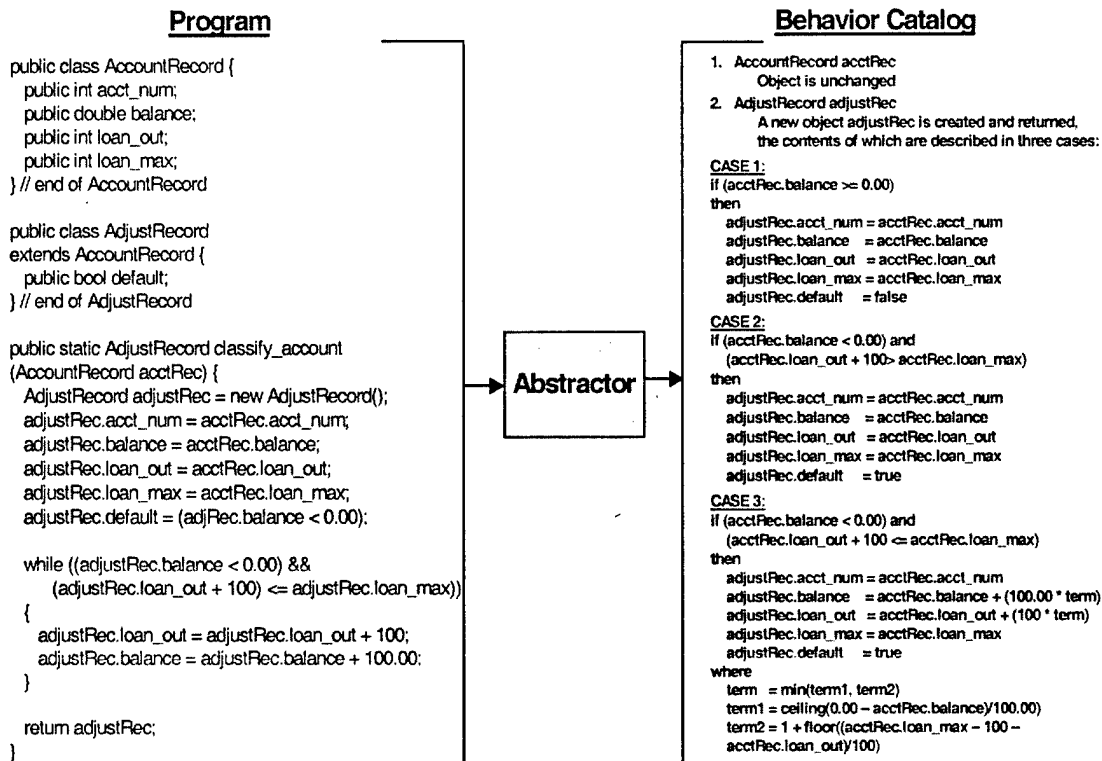 Program
public class AccountRecord {
public int acct_num;
public double balance;
public int loan_out;
public int loan_max;
} // end of AccountRecord
public class AdjustRecord
extends AccountRecord {
public bool default;
} // end of AdjustRecord
public static AdjustRecord classify_account
(AccountRecord acctRec) {
AdjustRecord adjustRec = new AdjustRecord();
adjustRec.acct_num = acctRec.acct_num;
adjustRec.balance = acctRec.balance;
adjustRec.loan_out = acctRec.loan_out;
adjustRec.loan_max = acctRec.loan_max;
adjustRec.default = (adjRec.balance < 0.00);
while ((adjustRec.balance < 0.00) &&
(adjustRec.loan_out + 100) <= adjustRec.loan_max))
{
adjustRec.loan_out = adjustRec.loan_out + 100;
adjustRec.balance = adjustRec.balance + 100.00;
}
return adjustRec;
}
Abstractor
Behavior Catalog
1. AccountRecord acctRec
Object is unchanged
2. AdjustRecord adjustRec
A new object adjustRec is created and returned,
the contents of which are described in three cases:
CASE 1:
if (acctRec.balance >= 0.00)
then
adjustRec.acct_num = acctRec.acct_num
adjustRec.balance = acctRec.balance
adjustRec.loan_out = acctRec.loan_out
adjustRec.loan_max = acctRec.loan_max
adjustRec.default = false
CASE 2:
if (acctRec.balance < 0.00) and
(acctRec.loan_out + 100> acctRec.loan_max)
then
adjustRec.acct_num = acctRec.acct_num
adjustRec.balance = acctRec.balance
adjustRec.loan_out = acctRec.loan_out
adjustRec.loan_max = acctRec.loan_max
adjustRec.default = true
CASE 3:
if (acctRec.balance < 0.00) and
(acctRec.loan_out + 100 <= acctRec.loan_max)
then
adjustRec.acct_num = acctRec.acct_num
adjustRec.balance = acctRec.balance + (100.00 * term)
adjustRec.loan_out = acctRec.loan_out + (100 * term)
adjustRec.loan_max = acctRec.loan_max
adjustRec.default = true
where
term = min(term1, term2)
term1 = ceiling(0.00 – acctRec.balance)/100.00)
term2 = 1 + floor((acctRec.loan_max – 100 –
acctRec.loan_out)/100)